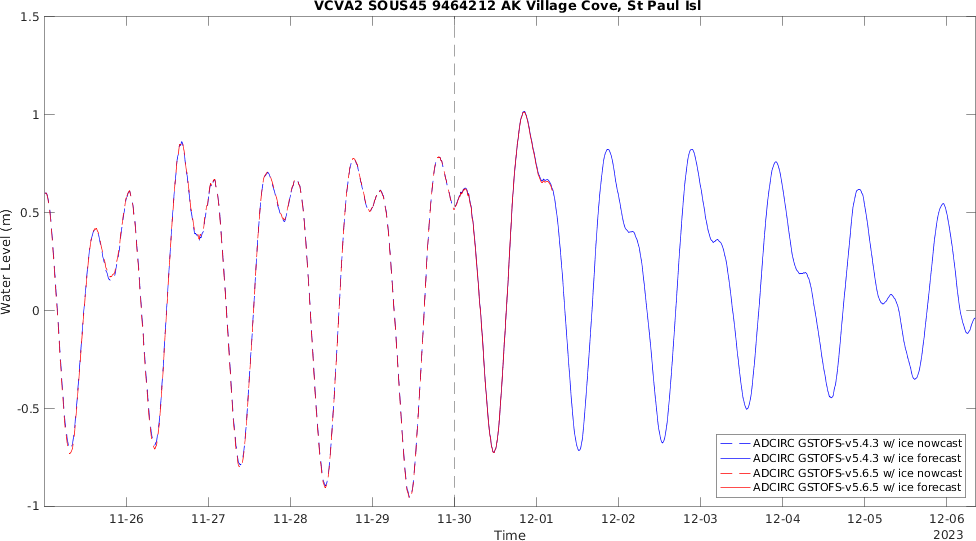 VCVA2 SOUS45 9464212 AK Village Cove, St Paul Isl
1.5
1
0.5
0
-0.5
-1
Water Level (m)
11-26
11-27
11-28
11-29
11-30
12-01
12-02
12-03
12-04
12-05
12-06
2023
Time
ADCIRC GSTOFS-v5.4.3 w/ ice nowcast
ADCIRC GSTOFS-v5.4.3 w/ ice forecast
ADCIRC GSTOFS-v5.6.5 w/ ice nowcast
ADCIRC GSTOFS-v5.6.5 w/ ice forecast